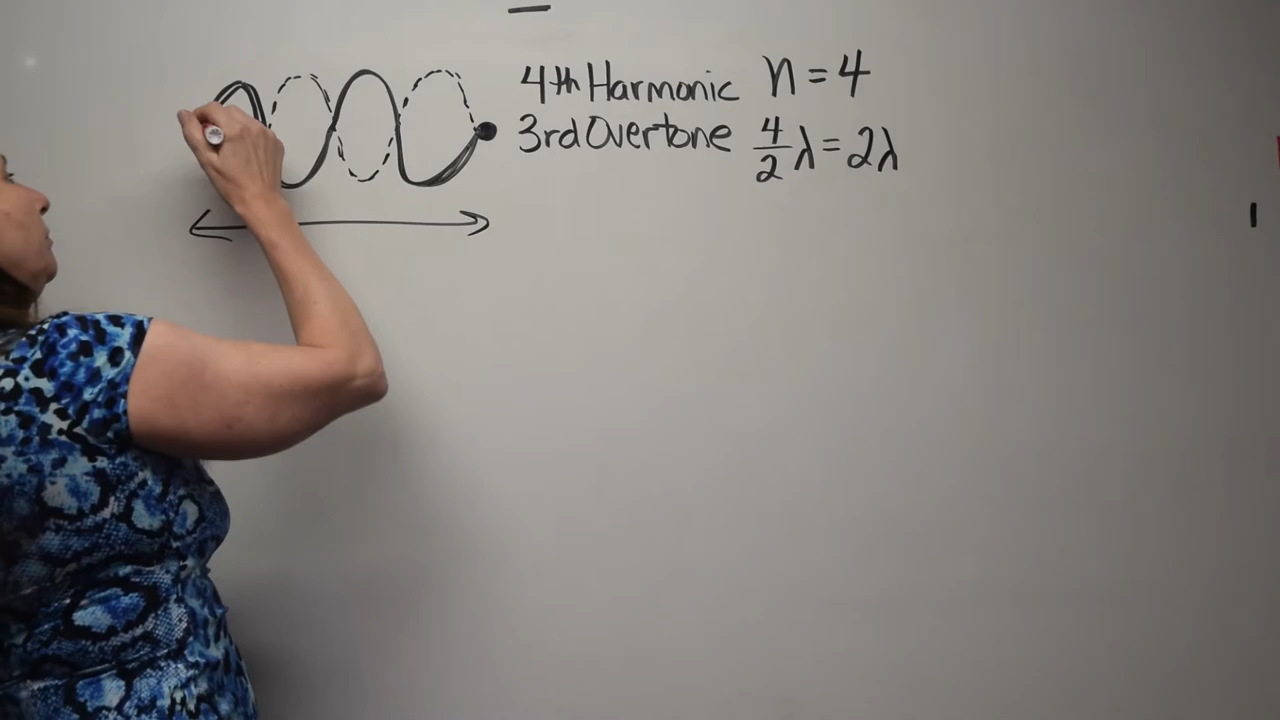 4th Harmonic n = 4
3rd Overtone 4/2 λ = 2λ